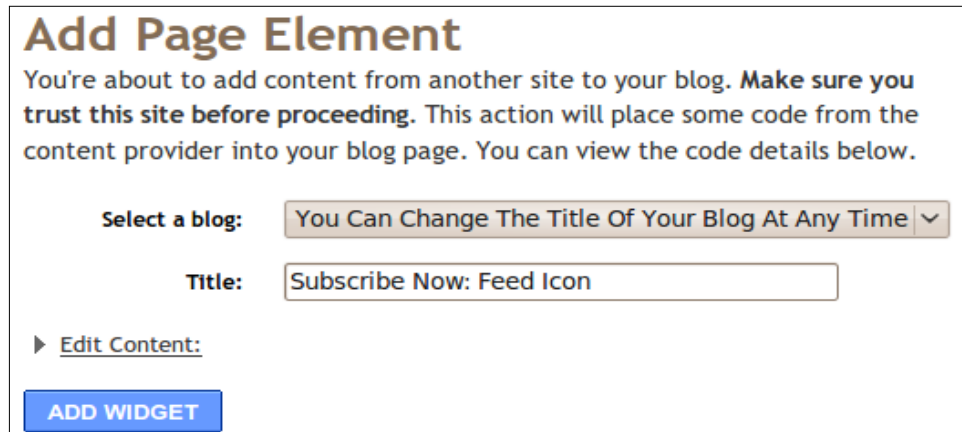 Add Page Element
You're about to add content from another site to your blog. Make sure you
trust this site before proceeding. This action will place some code from the
content provider into your blog page. You can view the code details below.
Select a blog: You Can Change The Title Of Your Blog At Any Time
Title: Subscribe Now: Feed Icon
Edit Content:
ADD WIDGET